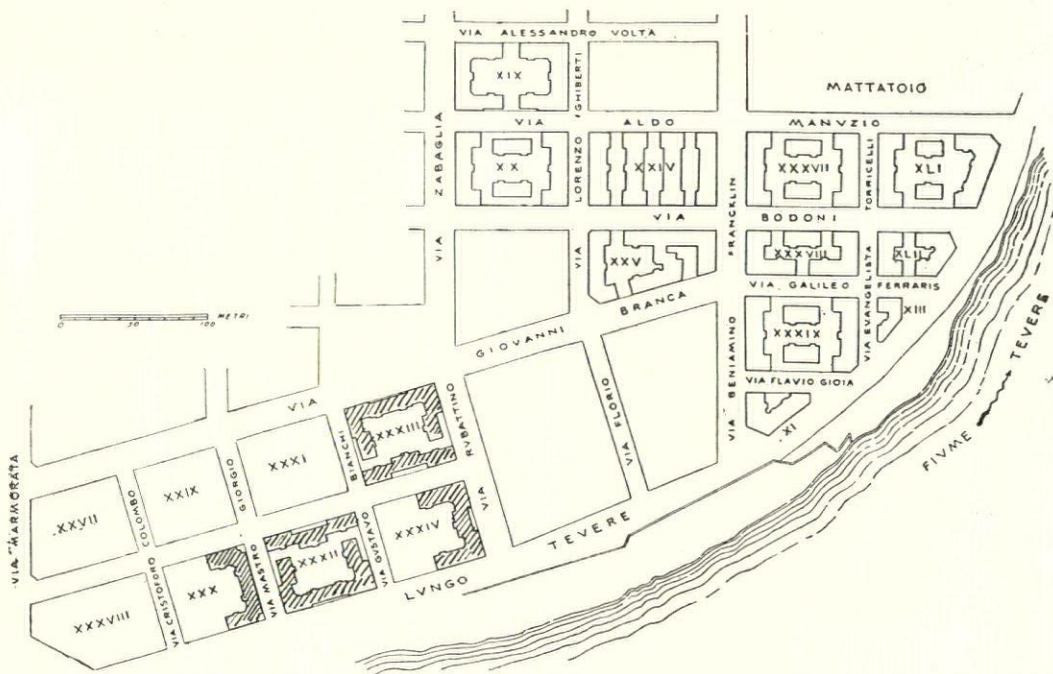 VIA ALESSANDRO VOLTA
XIX
GHIBERTI
MATTATOIO
VIA ALDO MANVZIO
ZABAGLIA
XX
LORENZO
XXIV
FRANCKLIN
XXXVII
TORRICELLI
XLI
VIA BODONI
VIA
VIA
XXV
XXXVIII
XLII
BRANCA
VIA GALILEO FERRARIS
VIA EVANGELISTA
XIII
0 50 100 METRI
GIOVANNI
XXXIX
VIA BENIAMINO
VIA FLAVIO GIOIA
XI
FIVME TEVERE
VIA
VIA FLORIO
RVBATTINO
XXXIII
BIANCHI
XXXI
GIORGIO
XXIX
VIA MARMORATA
XXVII
COLOMBO
VIA
XXXIV
VIA GVSTAVO
XXXII
VIA MASTRO
XXX
VIA CRISTOFORO
XXXVIII
LVNGO TEVERE